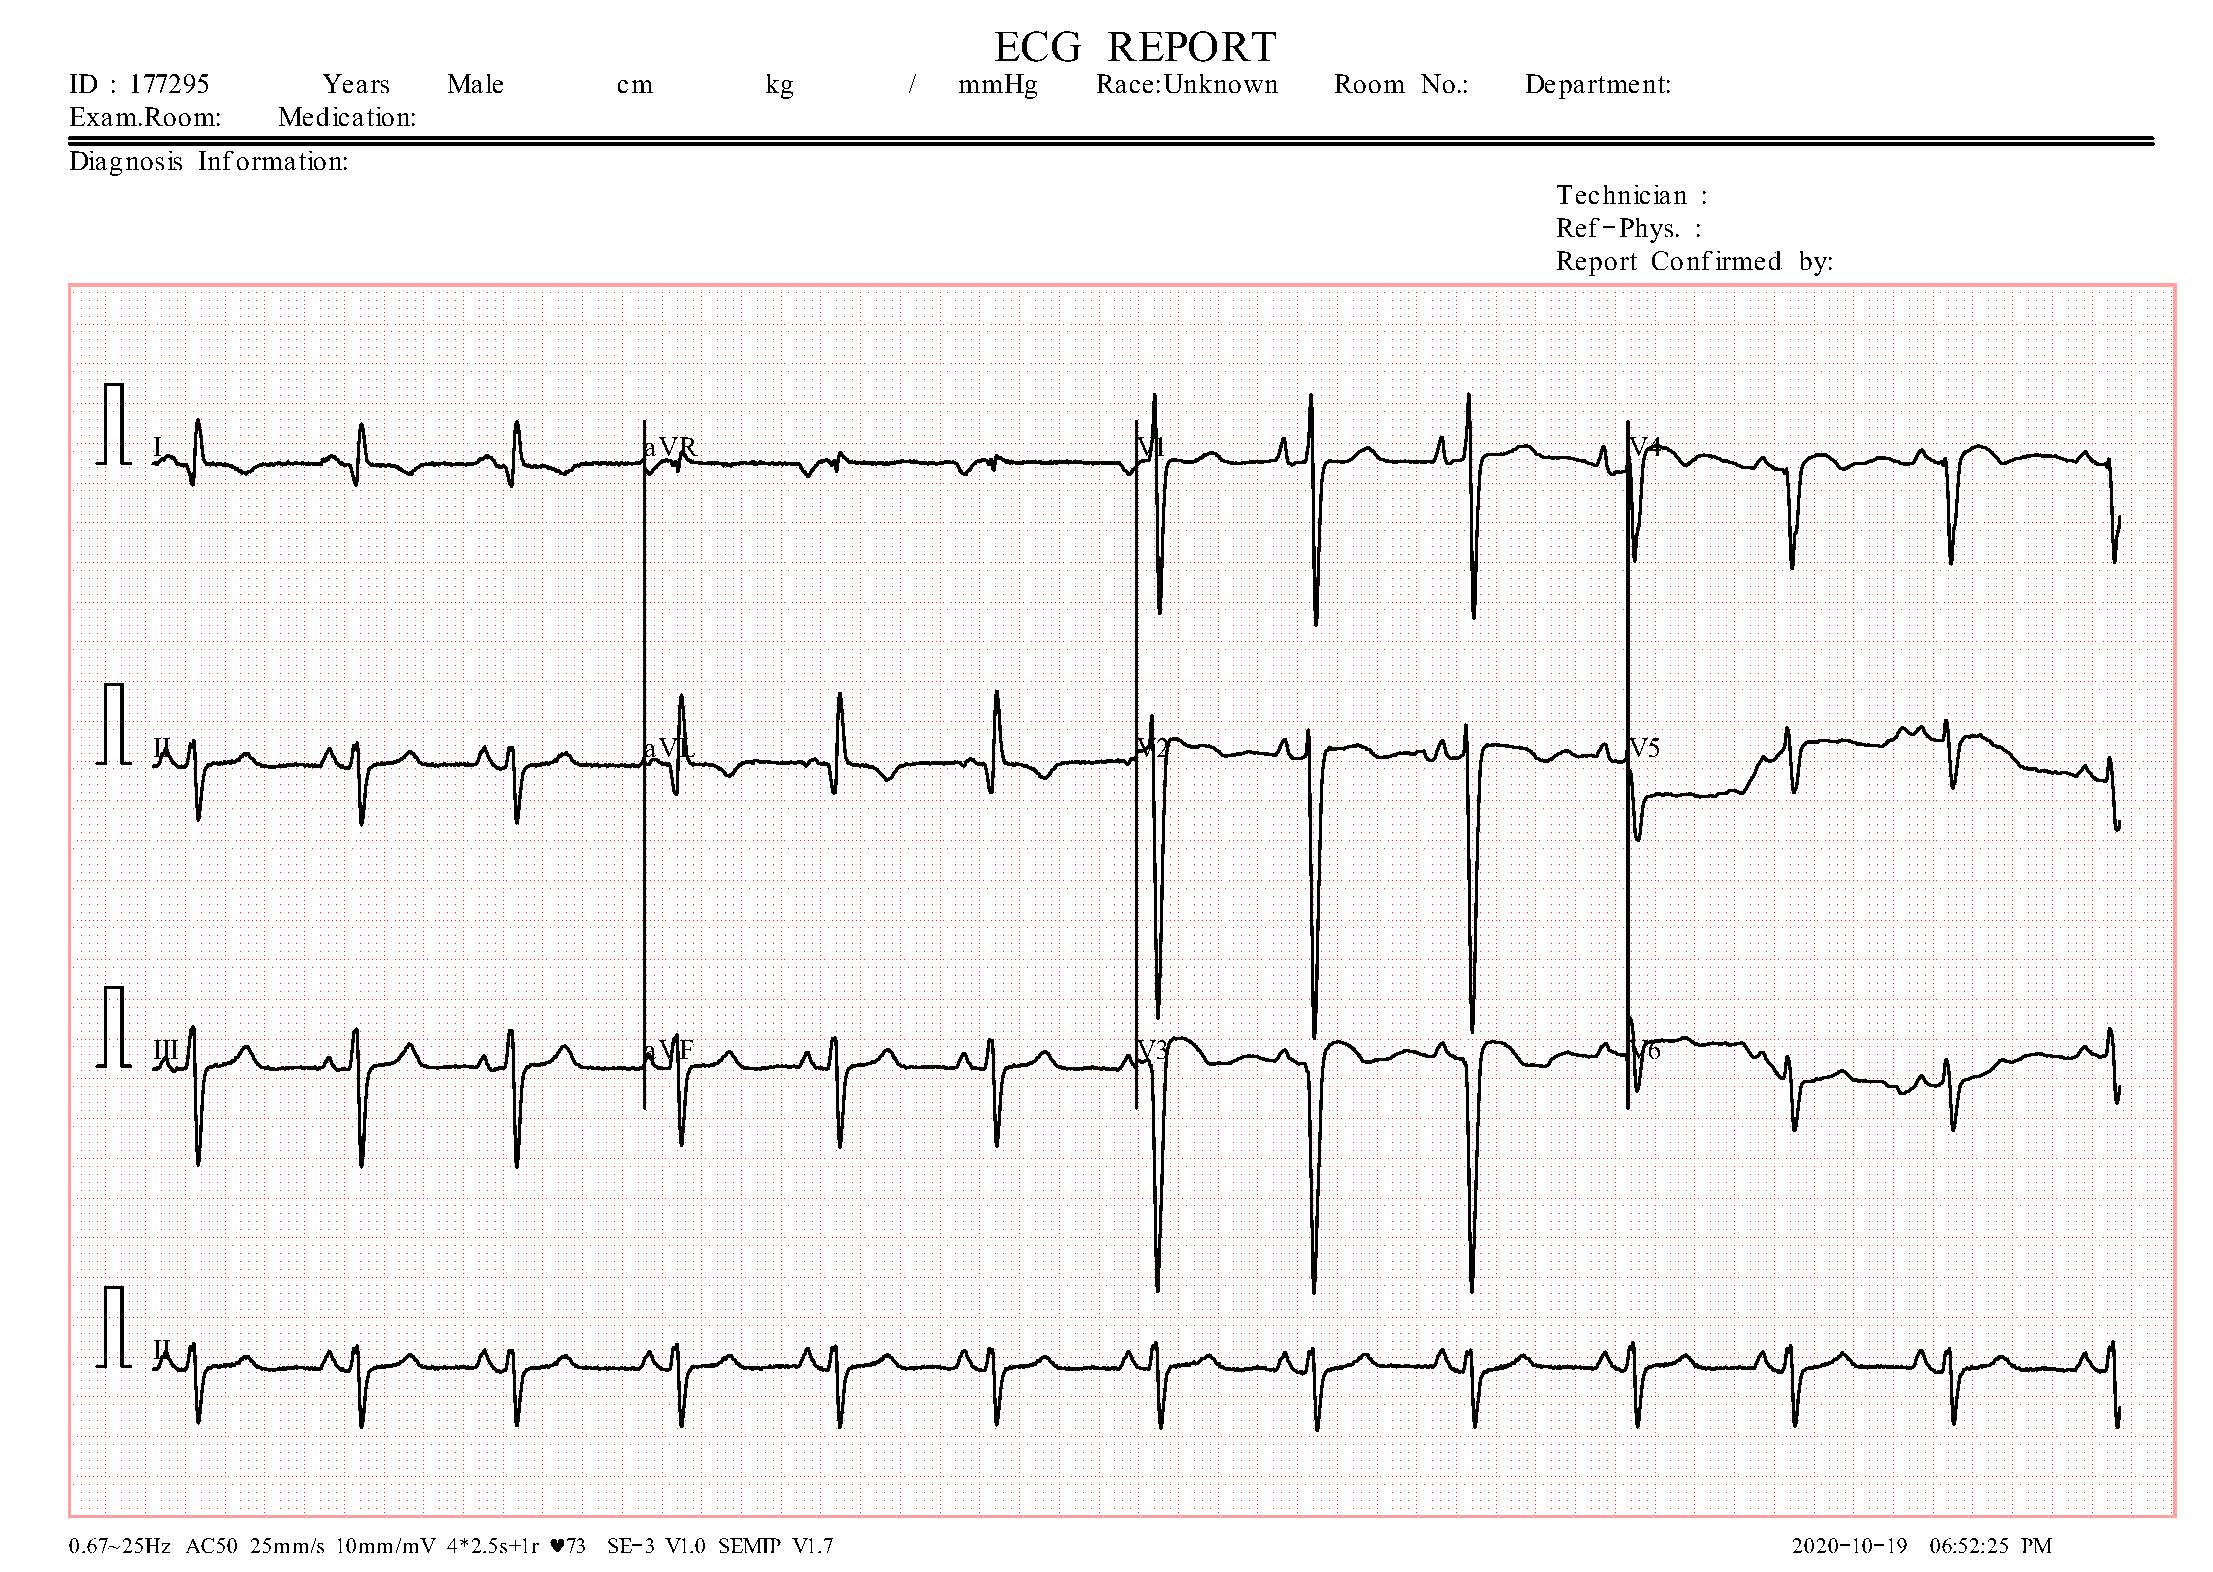 ECG REPORT
ID : 177295 Years Male cm kg / mmHg Race:Unknown Room No.: Department:
Exam.Room: Medication:
Diagnosis Information:
Technician :
Ref-Phys. :
Report Confirmed by:
I aVR V1 V4
II aVL V2 V5
III aVF V3 V6
II
0.67~25Hz AC50 25mm/s 10mm/mV 4*2.5s+1r ♥73 SE-3 V1.0 SEMIP V1.7 2020-10-19 06:52:25 PM